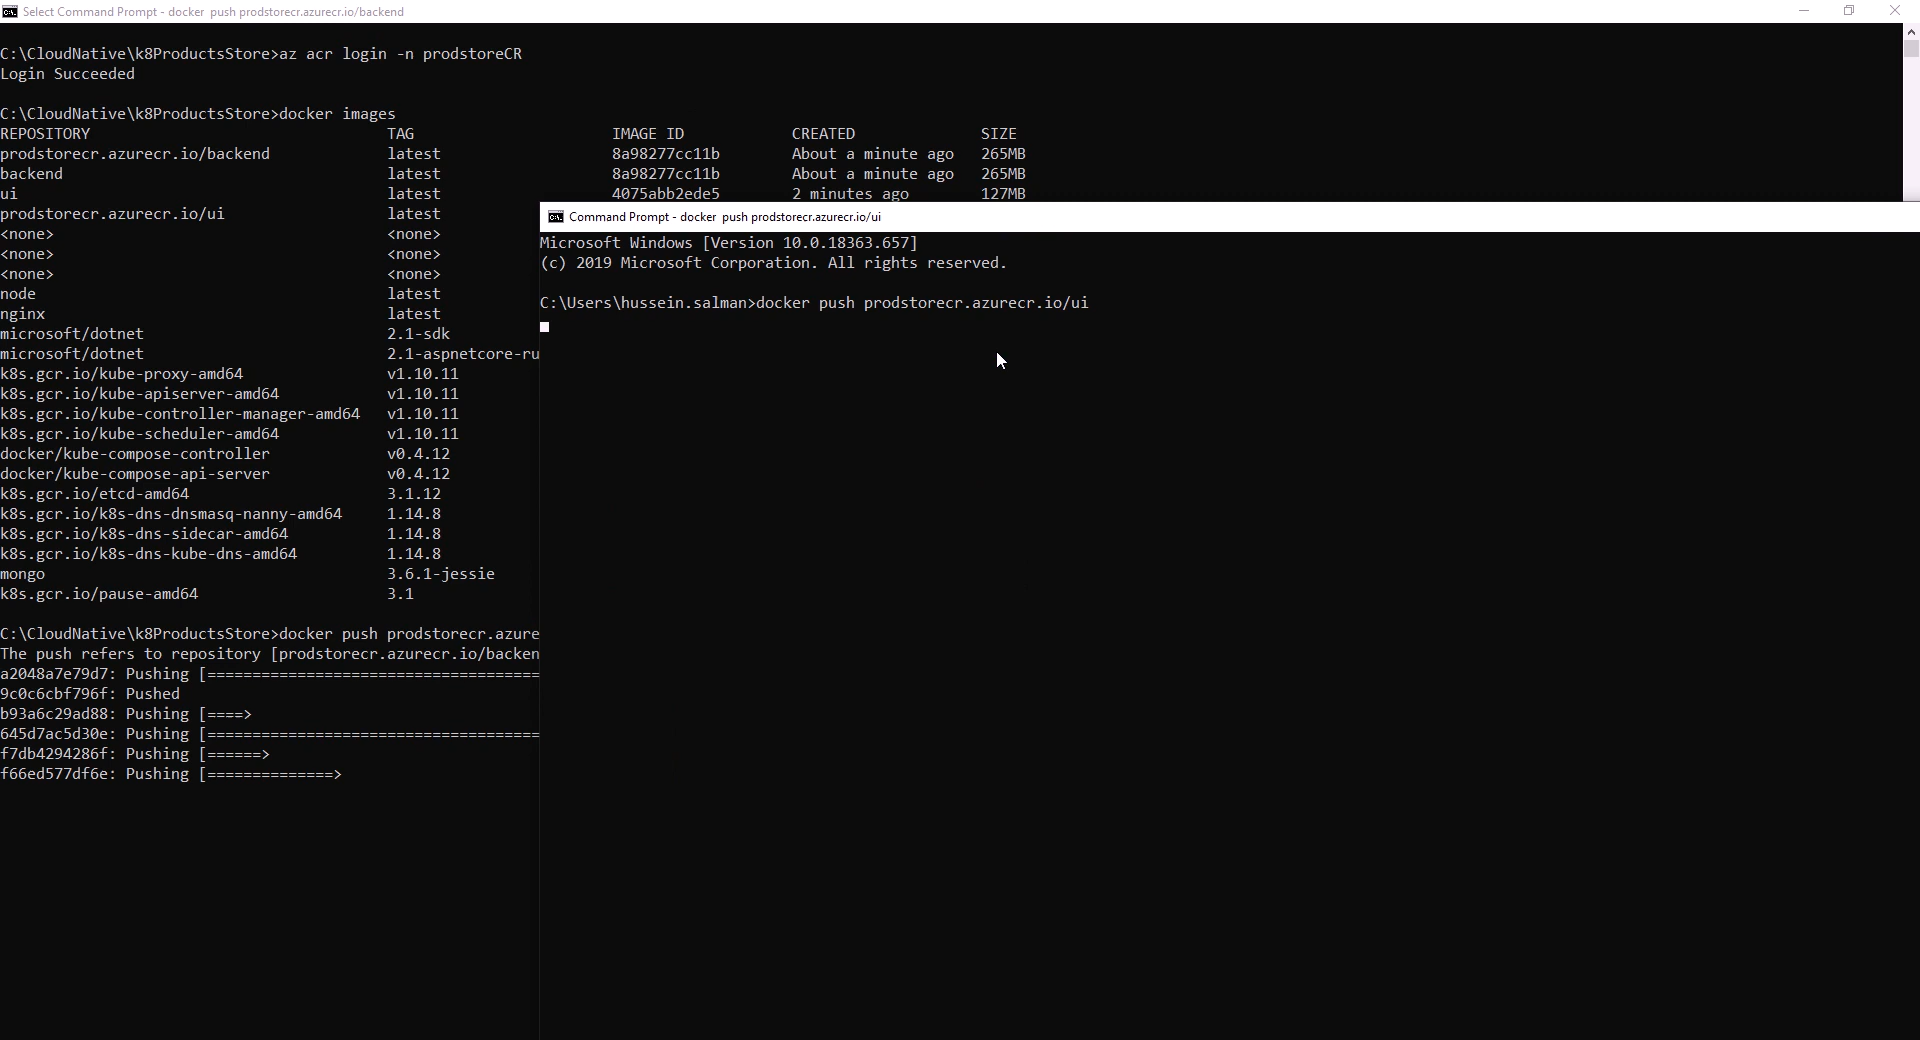 Select Command Prompt - docker  push prodstorecr.azurecr.io/backend
C:\CloudNative\k8ProductsStore>az acr login -n prodstoreCR
Login Succeeded
C:\CloudNative\k8ProductsStore>docker images
REPOSITORY TAG IMAGE ID CREATED SIZE
prodstorecr.azurecr.io/backend latest 8a98277cc11b About a minute ago 265MB
backend latest 8a98277cc11b About a minute ago 265MB
ui latest 4075abb2ede5 2 minutes ago 127MB
prodstorecr.azurecr.io/ui latest
<none> <none>
<none> <none>
<none> <none>
node latest
nginx latest
microsoft/dotnet 2.1-sdk
microsoft/dotnet 2.1-aspnetcore-ru
k8s.gcr.io/kube-proxy-amd64 v1.10.11
k8s.gcr.io/kube-apiserver-amd64 v1.10.11
k8s.gcr.io/kube-controller-manager-amd64 v1.10.11
k8s.gcr.io/kube-scheduler-amd64 v1.10.11
docker/kube-compose-controller v0.4.12
docker/kube-compose-api-server v0.4.12
k8s.gcr.io/etcd-amd64 3.1.12
k8s.gcr.io/k8s-dns-dnsmasq-nanny-amd64 1.14.8
k8s.gcr.io/k8s-dns-sidecar-amd64 1.14.8
k8s.gcr.io/k8s-dns-kube-dns-amd64 1.14.8
mongo 3.6.1-jessie
k8s.gcr.io/pause-amd64 3.1
C:\CloudNative\k8ProductsStore>docker push prodstorecr.azure
The push refers to repository [prodstorecr.azurecr.io/backen
a2048a7e79d7: Pushing [=====================================
9c0c6cbf796f: Pushed
b93a6c29ad88: Pushing [====>
645d7ac5d30e: Pushing [=====================================
f7db4294286f: Pushing [======>
f66ed577df6e: Pushing [==============>
Command Prompt - docker  push prodstorecr.azurecr.io/ui
Microsoft Windows [Version 10.0.18363.657]
(c) 2019 Microsoft Corporation. All rights reserved.
C:\Users\hussein.salman>docker push prodstorecr.azurecr.io/ui